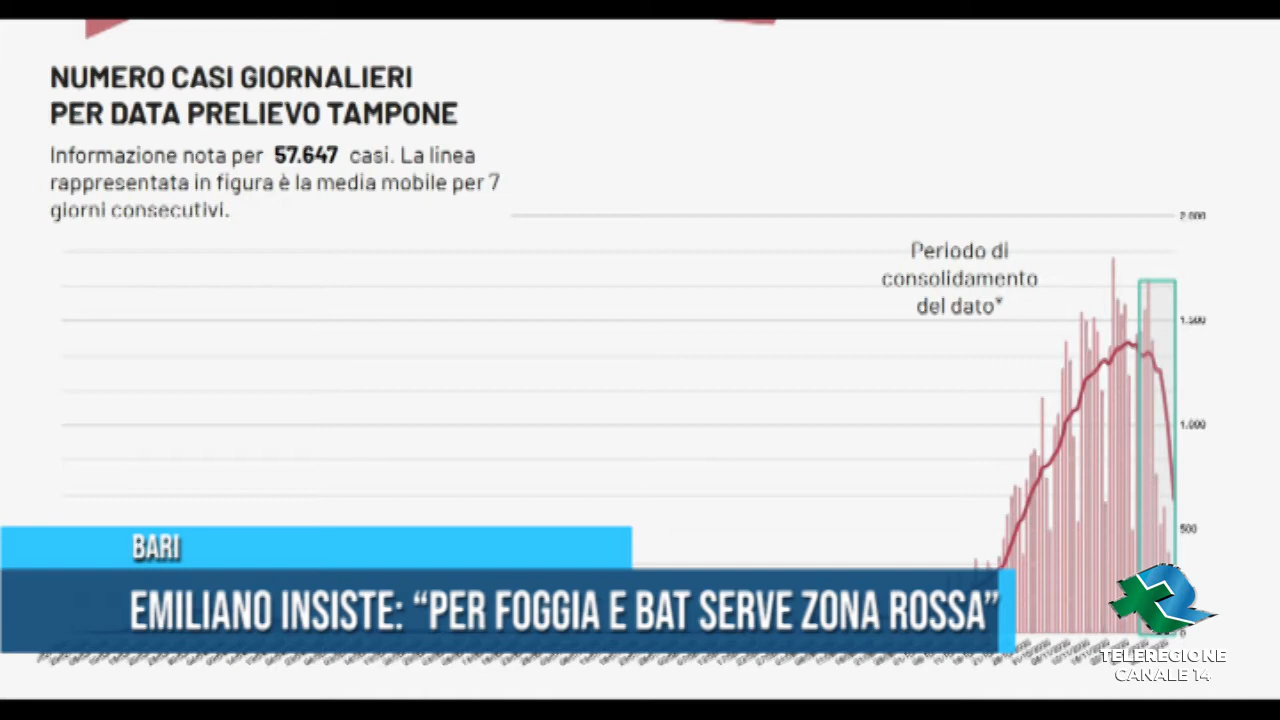 NUMERO CASI GIORNALIERI
PER DATA PRELIEVO TAMPONE
Informazione nota per 57.647 casi. La linea
rappresentata in figura è la media mobile per 7
giorni consecutivi.
2.000
Periodo di
consolidamento
del dato*
1.500
1.000
500
BARI
EMILIANO INSISTE: “PER FOGGIA E BAT SERVE ZONA ROSSA”
0
TELEREGIONE
CANALE 14